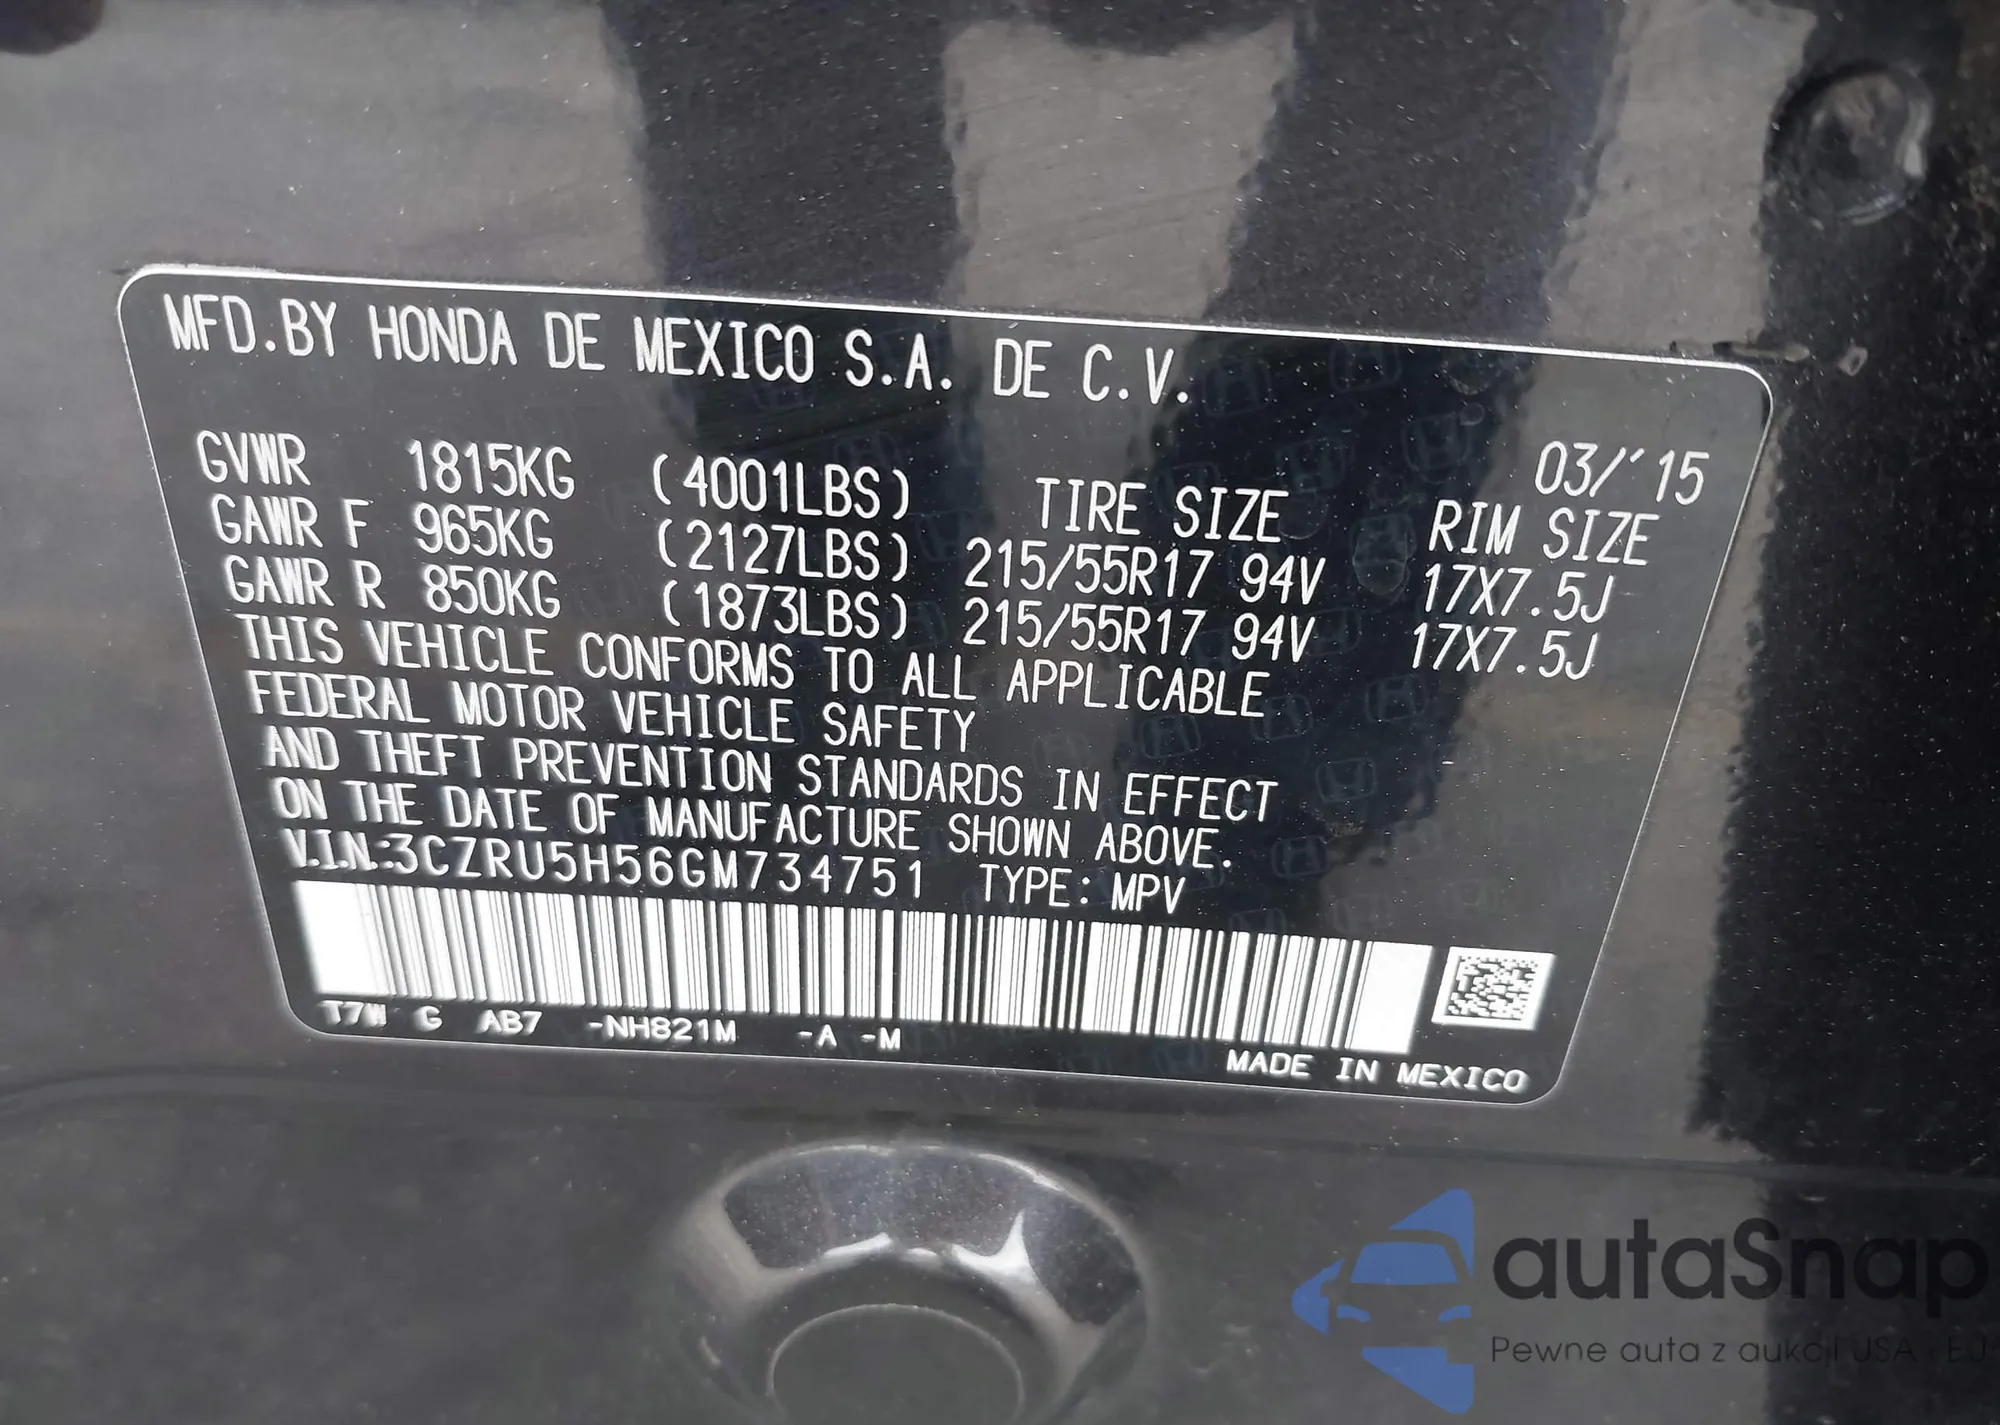 MFD.BY HONDA DE MEXICO S.A. DE C.V.
03/´15
GVWR 1815KG (4001LBS) TIRE SIZE RIM SIZE
GAWR F 965KG (2127LBS) 215/55R17 94V 17X7.5J
GAWR R 850KG (1873LBS) 215/55R17 94V 17X7.5J
THIS VEHICLE CONFORMS TO ALL APPLICABLE
FEDERAL MOTOR VEHICLE SAFETY
AND THEFT PREVENTION STANDARDS IN EFFECT
ON THE DATE OF MANUFACTURE SHOWN ABOVE.
V.I.N:3CZRU5H56GM734751 TYPE: MPV
T7W G AB7 -NH821M -A -M
MADE IN MEXICO
autaSnap
Pewne auta z aukcji USA - EU